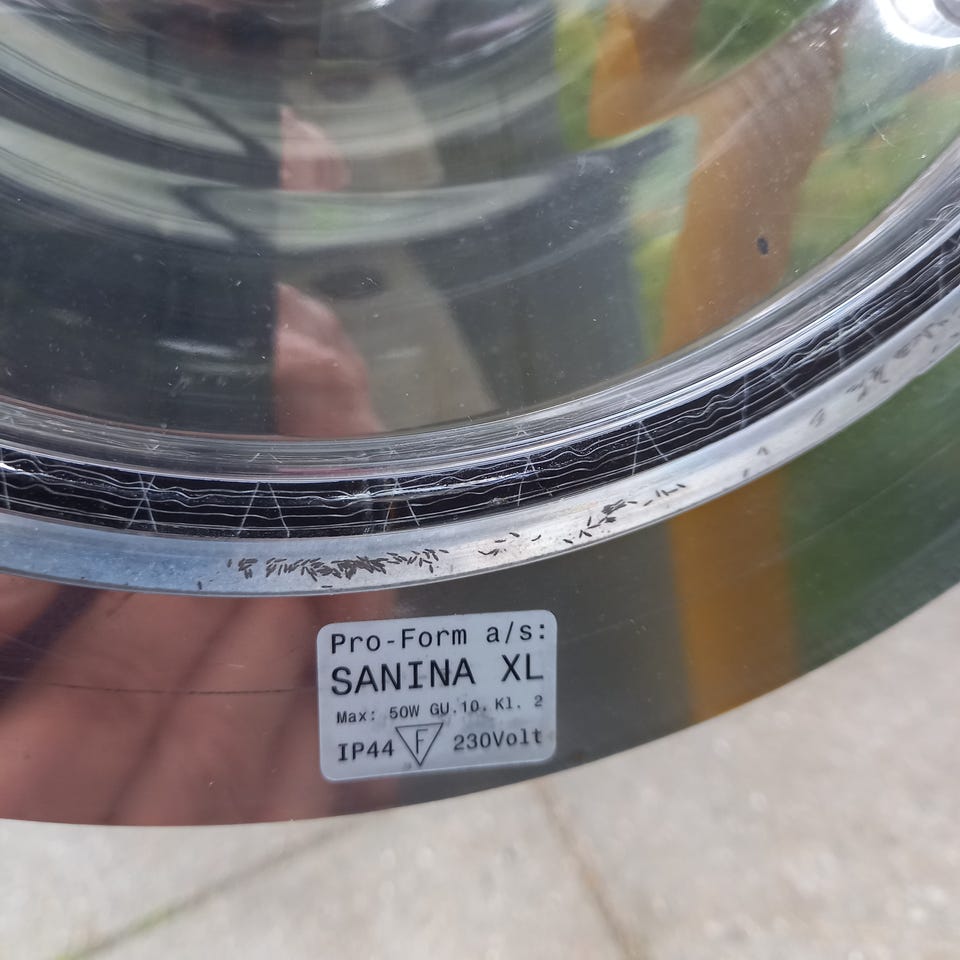 Pro-Form a/s:
SANINA XL
Max: 50W GU.10. Kl. 2
IP44 F 230Volt